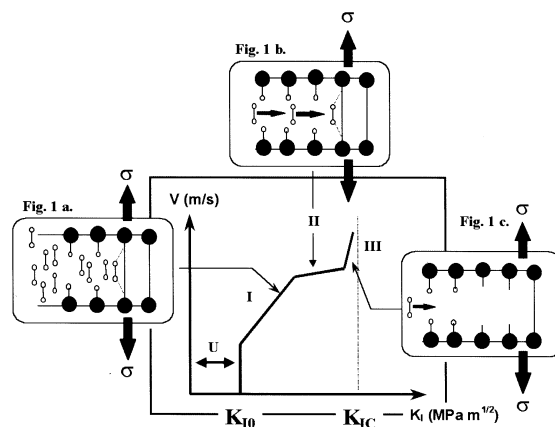 σ
Fig. 1 b.
σ
Fig. 1 a.
V (m/s)
σ
Fig. 1 c.
II
III
I
U
σ
σ
K_I0
K_IC
K_I (MPa m^1/2)